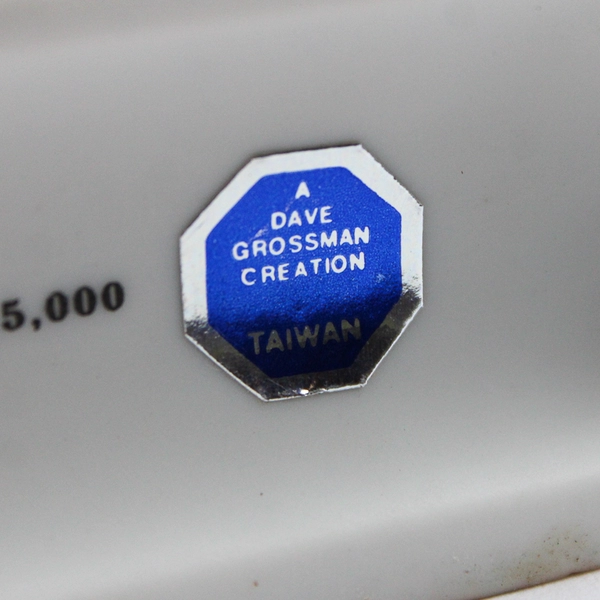 A
DAVE
GROSSMAN
CREATION
TAIWAN
5,000